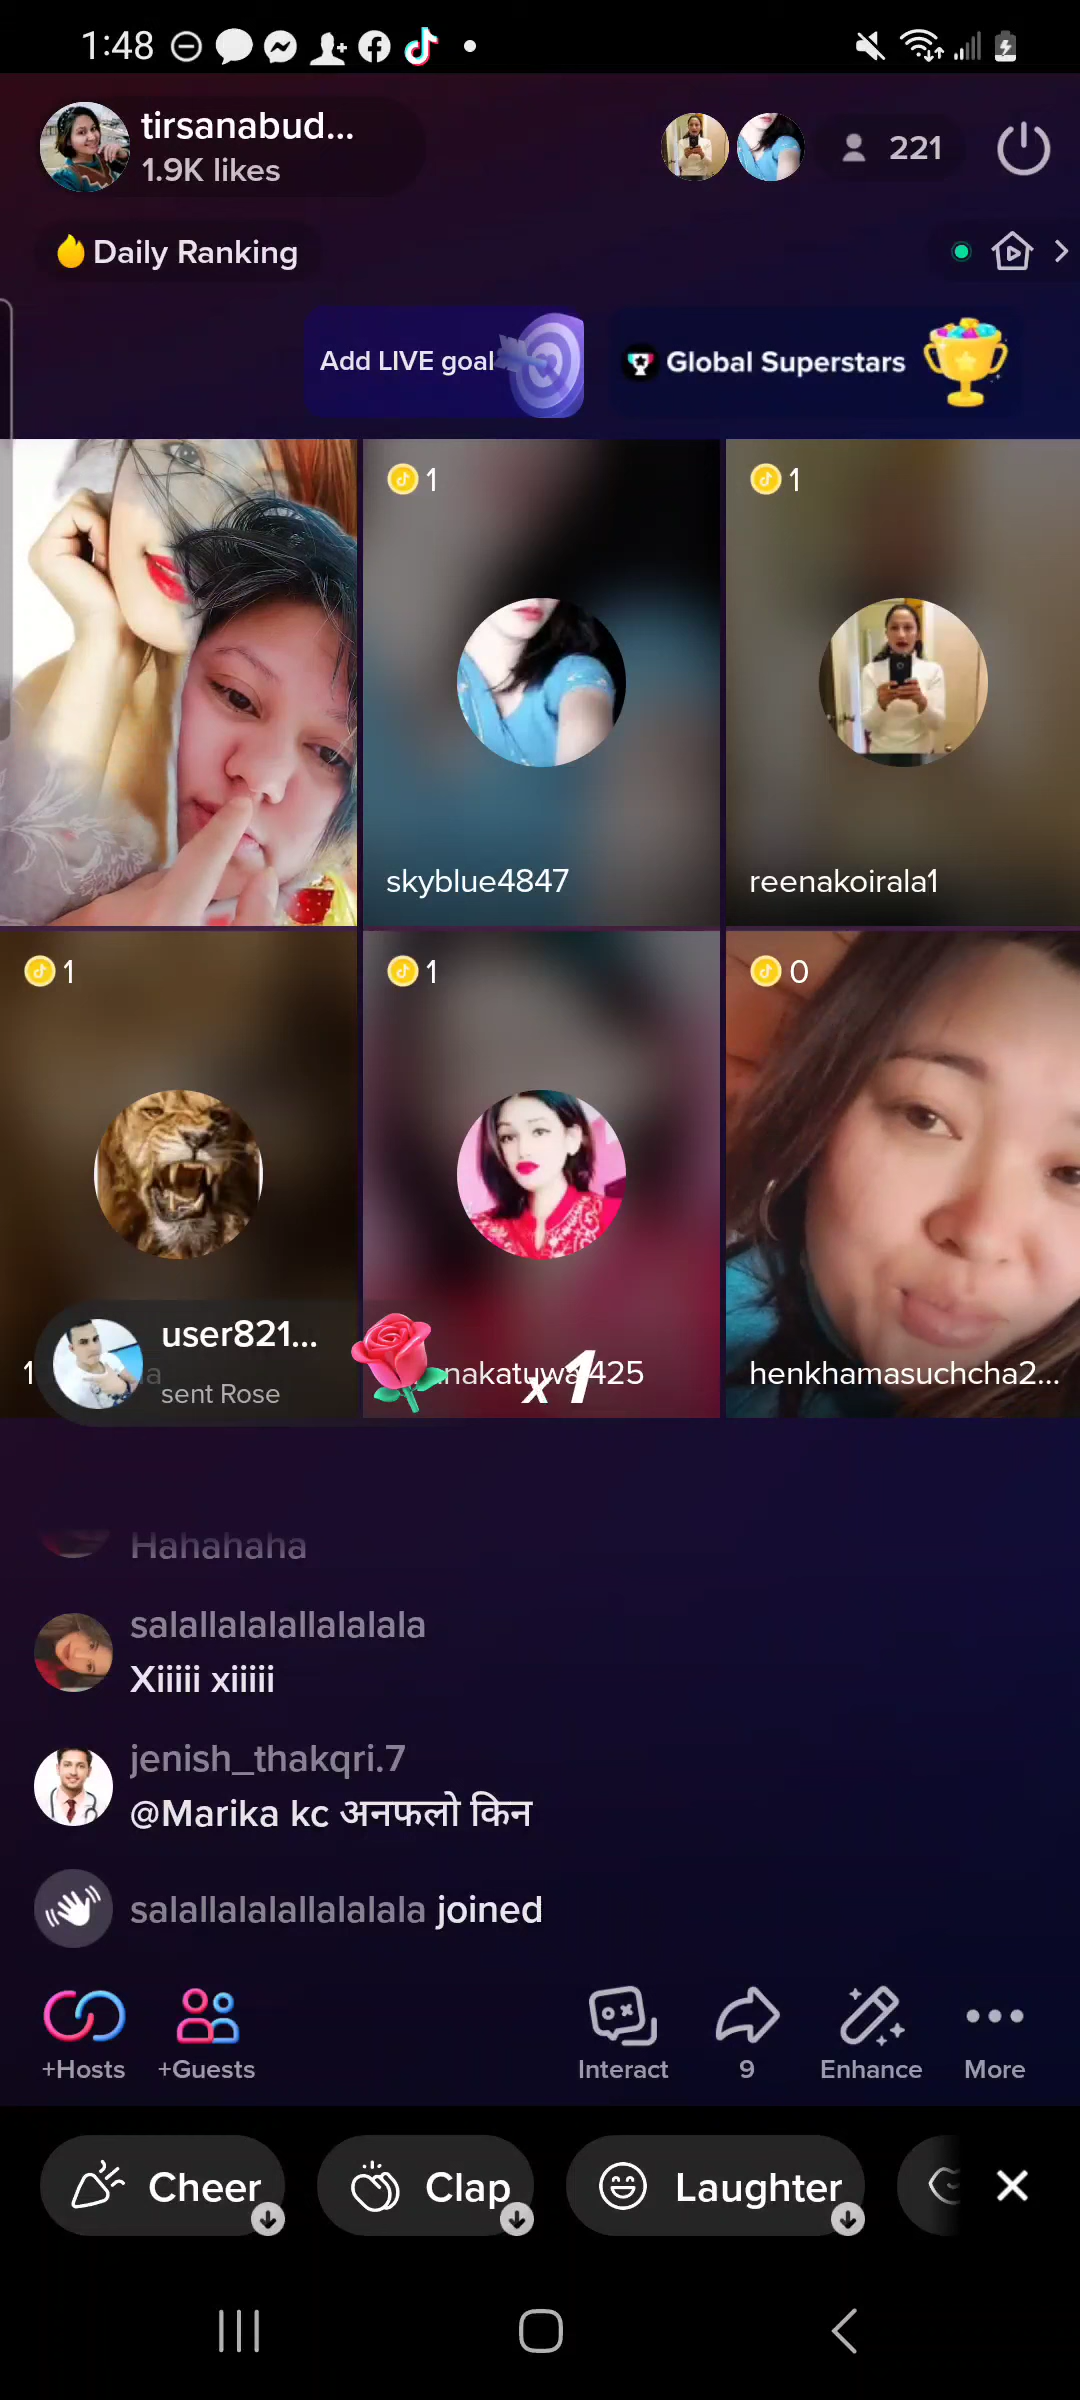 1:48
tirsanabud...
1.9K likes
221
Daily Ranking
Add LIVE goal
Global Superstars
1
1
skyblue4847
reenakoirala1
1
1
0
user821...
sent Rose
x1
425
henkhamasuchcha2...
Hahahaha
salallalalallalalala
Xiiiii xiiiii
jenish_thakqri.7
@Marika kc अनफलो किन
salallalalallalalala joined
+Hosts
+Guests
Interact
9
Enhance
More
Cheer
Clap
Laughter